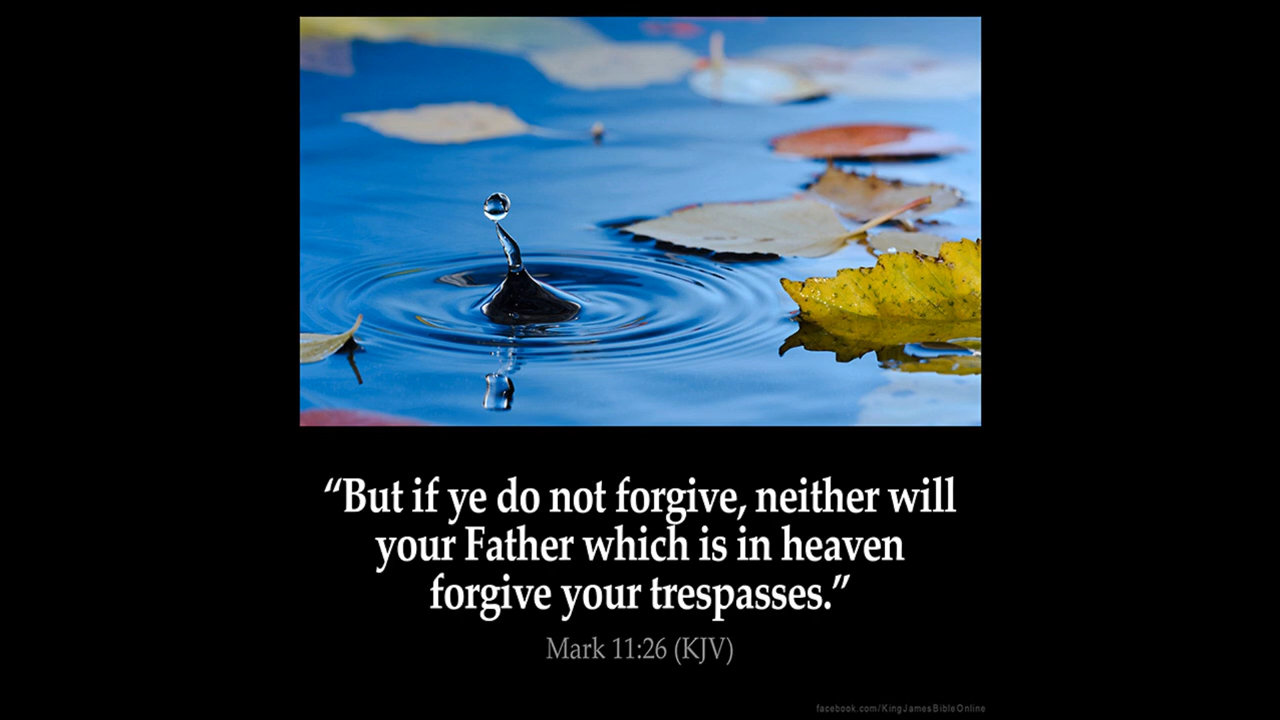 “But if ye do not forgive, neither will
your Father which is in heaven
forgive your trespasses.”
Mark 11:26 (KJV)
facebook.com/KingJamesBibleOnline